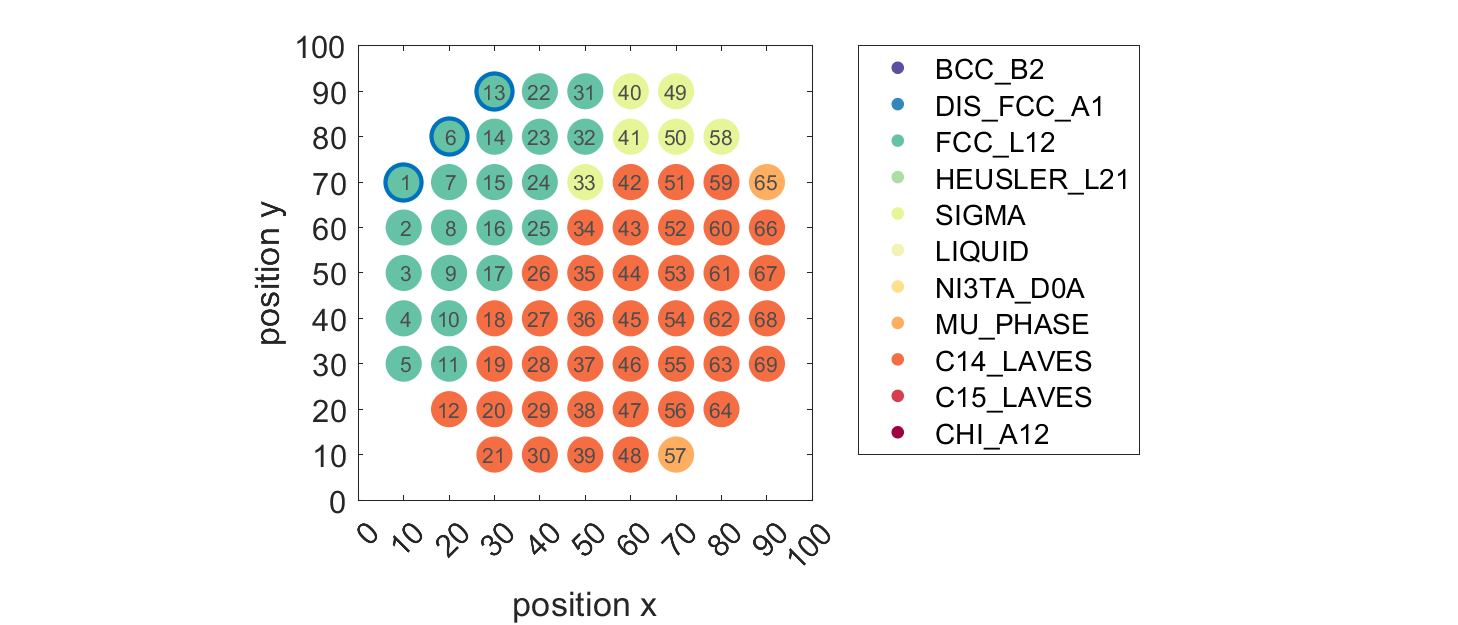 100
90
80
70
60
50
40
30
20
10
0
position y
13 22 31 40 49
6 14 23 32 41 50 58
1 7 15 24 33 42 51 59 65
2 8 16 25 34 43 52 60 66
3 9 17 26 35 44 53 61 67
4 10 18 27 36 45 54 62 68
5 11 19 28 37 46 55 63 69
12 20 29 38 47 56 64
21 30 39 48 57
0 10 20 30 40 50 60 70 80 90 100
position x
BCC_B2
DIS_FCC_A1
FCC_L12
HEUSLER_L21
SIGMA
LIQUID
NI3TA_D0A
MU_PHASE
C14_LAVES
C15_LAVES
CHI_A12